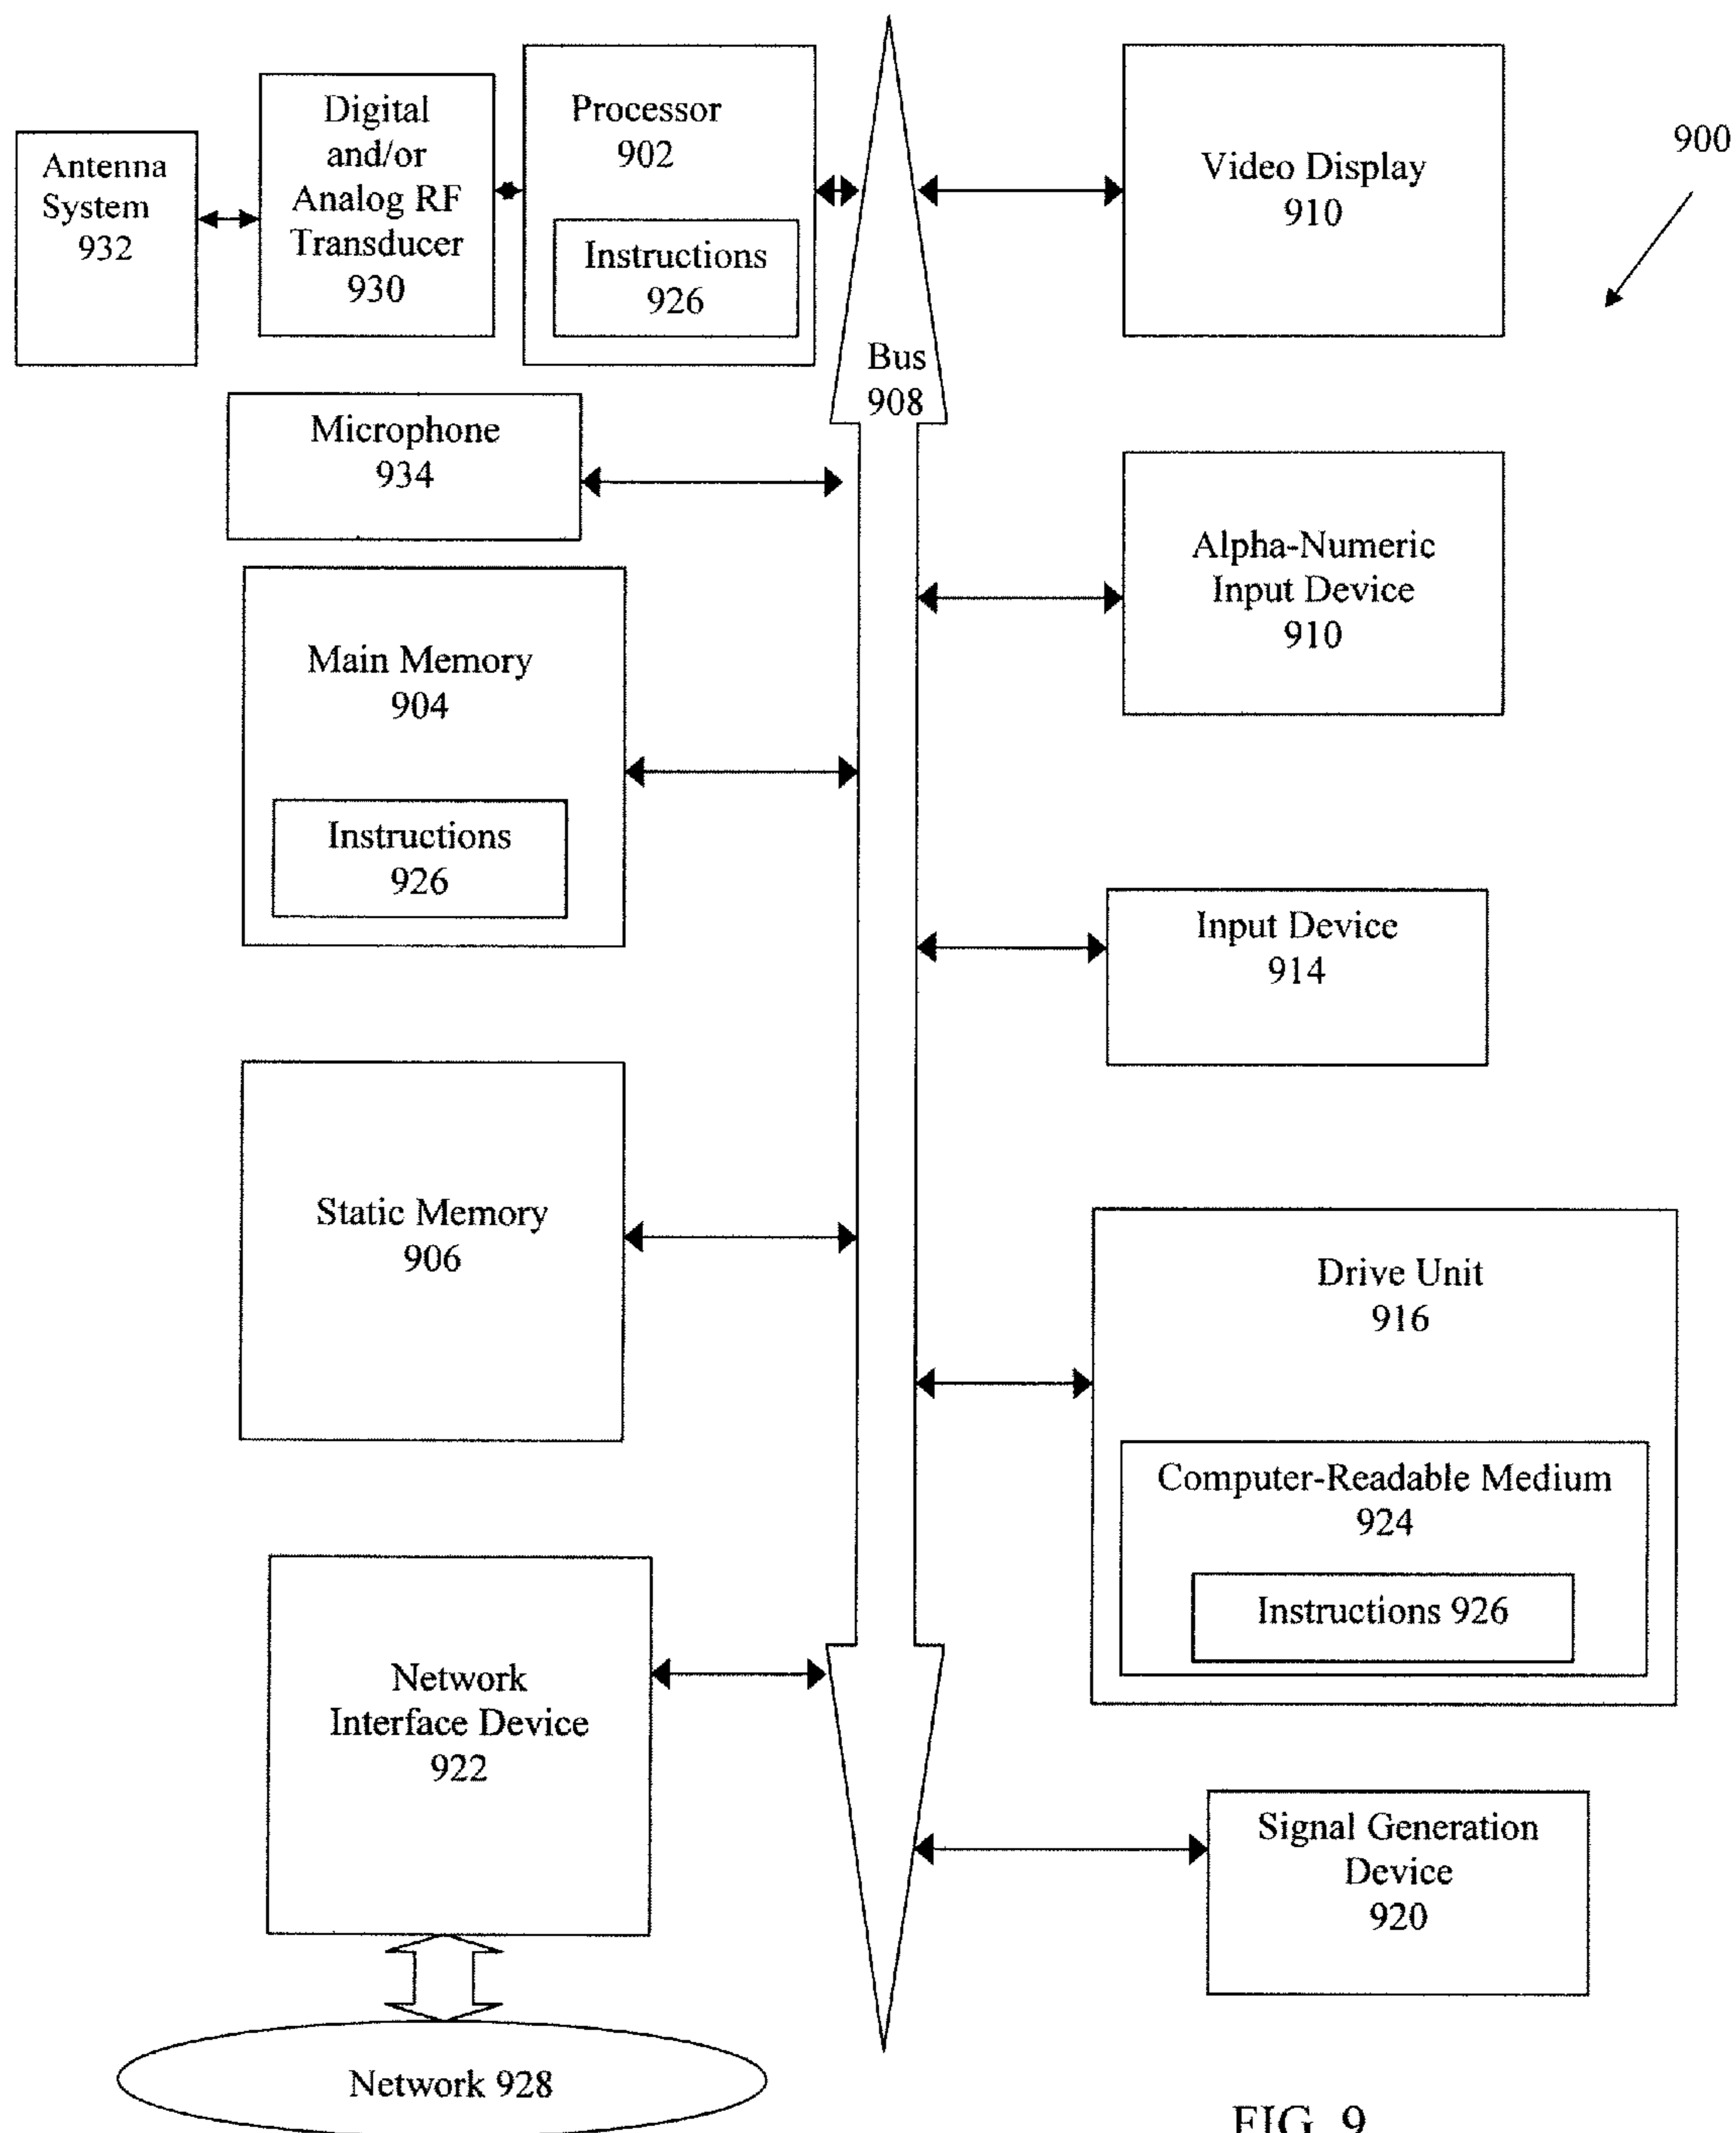 Antenna
System
932
Digital
and/or
Analog RF
Transducer
930
Processor
902
Instructions
926
Bus
908
Video Display
910
900
Microphone
934
Alpha-Numeric
Input Device
910
Main Memory
904
Instructions
926
Input Device
914
Static Memory
906
Drive Unit
916
Computer-Readable Medium
924
Instructions 926
Network
Interface Device
922
Signal Generation
Device
920
Network 928
FIG. 9